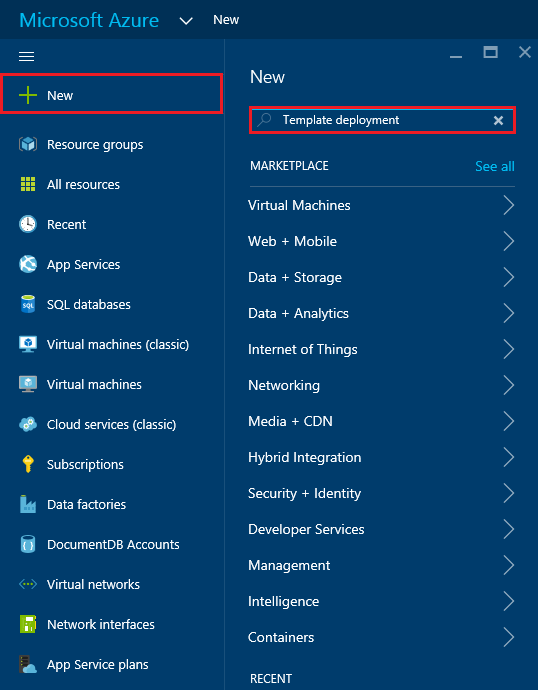 Microsoft Azure New
New
Resource groups
All resources
Recent
App Services
SQL databases
Virtual machines (classic)
Virtual machines
Cloud services (classic)
Subscriptions
Data factories
DocumentDB Accounts
Virtual networks
Network interfaces
App Service plans
New
Template deployment
MARKETPLACE See all
Virtual Machines
Web + Mobile
Data + Storage
Data + Analytics
Internet of Things
Networking
Media + CDN
Hybrid Integration
Security + Identity
Developer Services
Management
Intelligence
Containers
RECENT